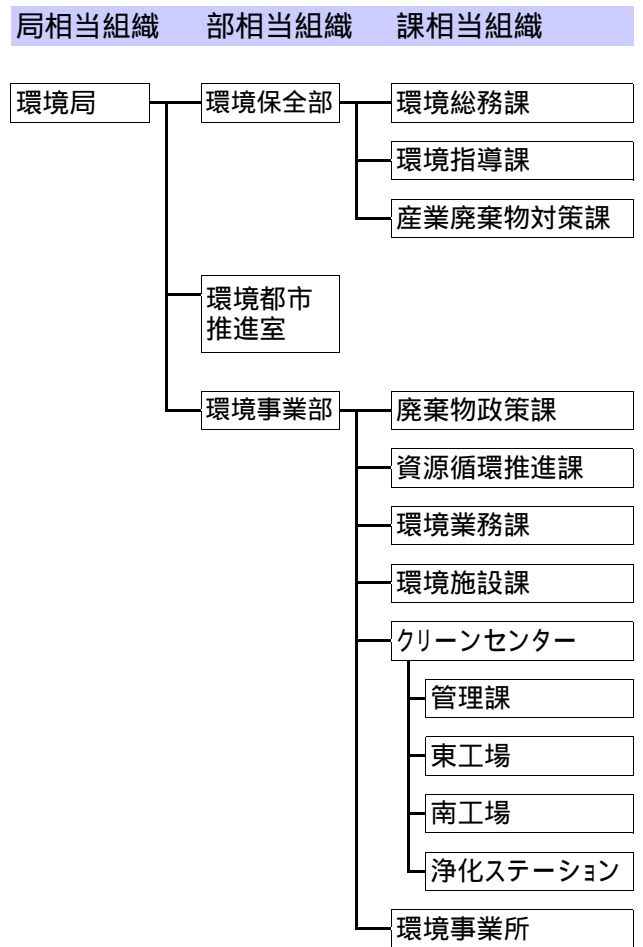 局相当組織 部相当組織 課相当組織
環境局 環境保全部 環境総務課
環境指導課
産業廃棄物対策課
環境都市
推進室
環境事業部 廃棄物政策課
資源循環推進課
環境業務課
環境施設課
クリーンセンター
管理課
東工場
南工場
浄化ステーション
環境事業所